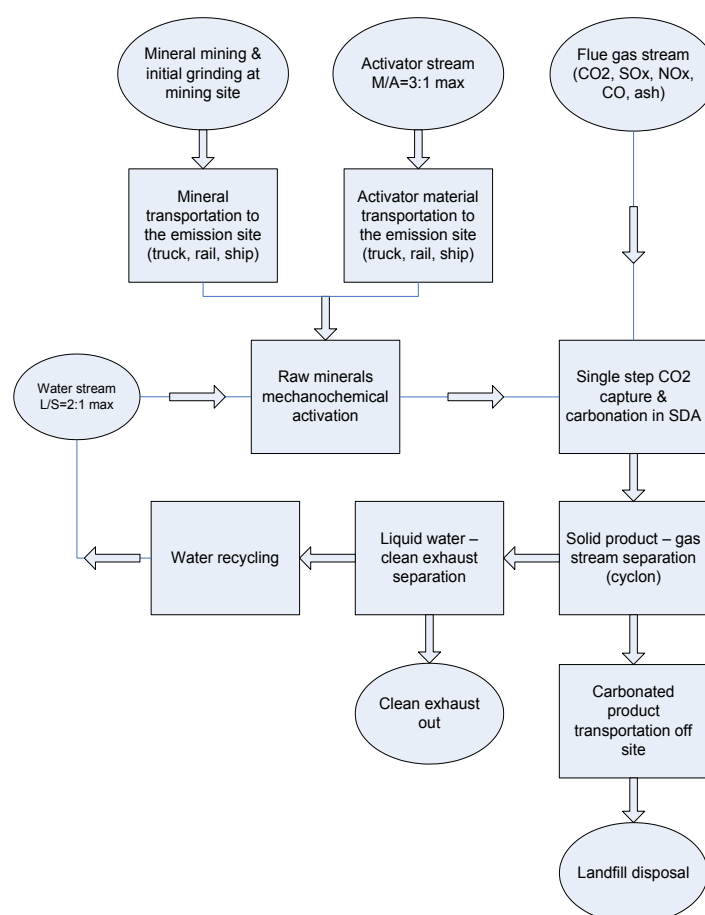 Mineral mining &
initial grinding at
mining site
Activator stream
M/A=3:1 max
Flue gas stream
(CO2, SOx, NOx,
CO, ash)
Mineral
transportation to
the emission site
(truck, rail, ship)
Activator material
transportation to
the emission site
(truck, rail, ship)
Water stream
L/S=2:1 max
Raw minerals
mechanochemical
activation
Single step CO2
capture &
carbonation in SDA
Water recycling
Liquid water –
clean exhaust
separation
Solid product – gas
stream separation
(cyclon)
Clean exhaust
out
Carbonated
product
transportation off
site
Landfill disposal